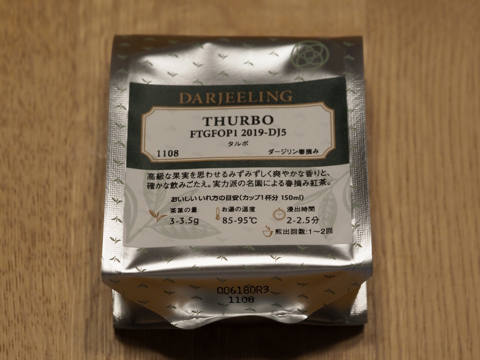 DARJEELING
THURBO
FTGFOP1 2019-DJ5
タルボ
1108 ダージリン春摘み
高級な果実を思わせるみずみずしく爽やかな香りと、
確かな飲みごたえ。実力派の名園による春摘み紅茶。
おいしいいれ方の目安(カップ1杯分 150ml)
茶葉の量 お湯の温度 浸出時間
3-3.5g 85-95℃ 2-2.5分
煎出回数:1~2回
006180R3
1108